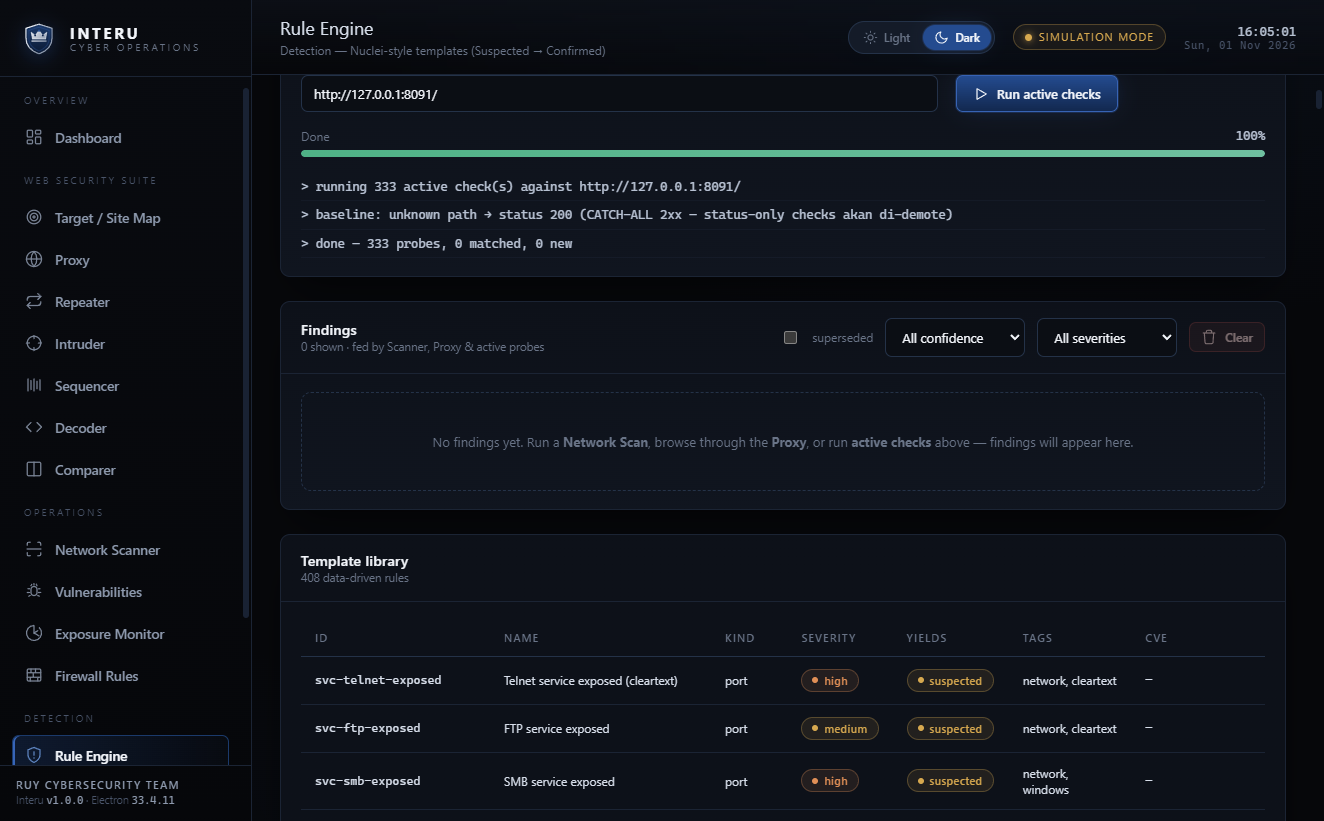 INTERU
CYBER OPERATIONS
OVERVIEW
Dashboard
WEB SECURITY SUITE
Target / Site Map
Proxy
Repeater
Intruder
Sequencer
Decoder
Comparer
OPERATIONS
Network Scanner
Vulnerabilities
Exposure Monitor
Firewall Rules
DETECTION
Rule Engine
RUY CYBERSECURITY TEAM
Interu v1.0.0 · Electron 33.4.11
Rule Engine
Detection — Nuclei-style templates (Suspected → Confirmed)
Light
Dark
SIMULATION MODE
16:05:01
Sun, 01 Nov 2026
http://127.0.0.1:8091/
Run active checks
Done
100%
> running 333 active check(s) against http://127.0.0.1:8091/
> baseline: unknown path → status 200 (CATCH-ALL 2xx — status-only checks akan di-demote)
> done — 333 probes, 0 matched, 0 new
Findings
0 shown · fed by Scanner, Proxy & active probes
superseded
All confidence
All severities
Clear
No findings yet. Run a Network Scan, browse through the Proxy, or run active checks above — findings will appear here.
Template library
408 data-driven rules
ID NAME KIND SEVERITY YIELDS TAGS CVE
svc-telnet-exposed Telnet service exposed (cleartext) port high suspected network, cleartext —
svc-ftp-exposed FTP service exposed port medium suspected network, cleartext —
svc-smb-exposed SMB service exposed port high suspected network, windows —